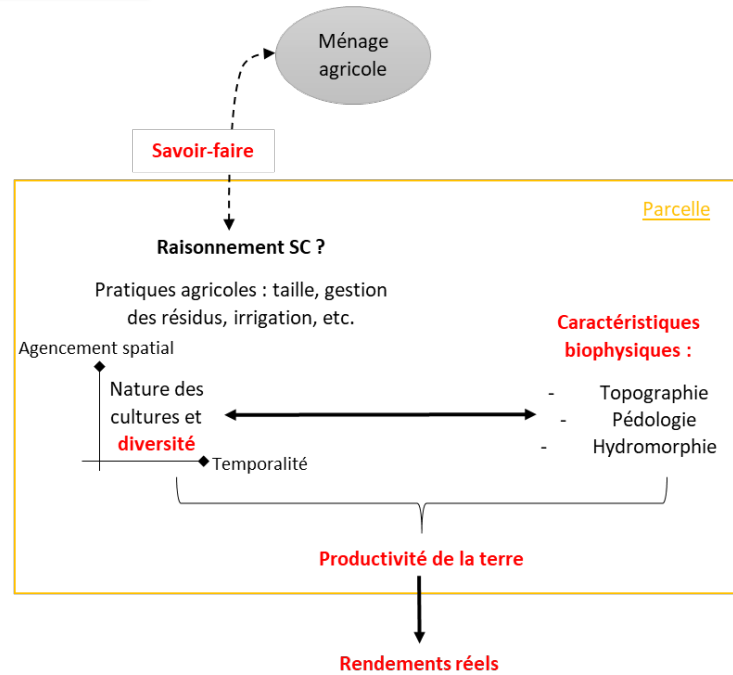 Ménage
agricole
Savoir-faire
Parcelle
Raisonnement SC ?
Pratiques agricoles : taille, gestion
des résidus, irrigation, etc.
Agencement spatial
Nature des
cultures et
diversité
Temporalité
Caractéristiques
biophysiques :
- Topographie
- Pédologie
- Hydromorphie
Productivité de la terre
Rendements réels